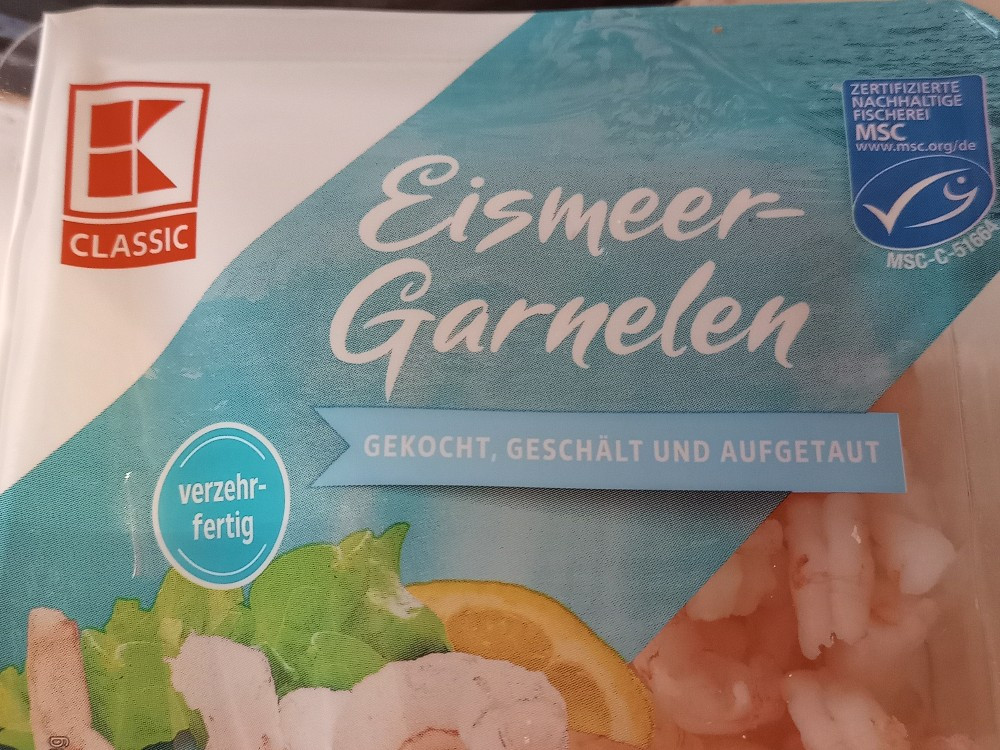 K
CLASSIC
ZERTIFIZIERTE
NACHHALTIGE
FISCHEREI
MSC
www.msc.org/de
MSC-C-51664
Eismeer-
Garnelen
GEKOCHT, GESCHÄLT UND AUFGETAUT
verzehr-
fertig